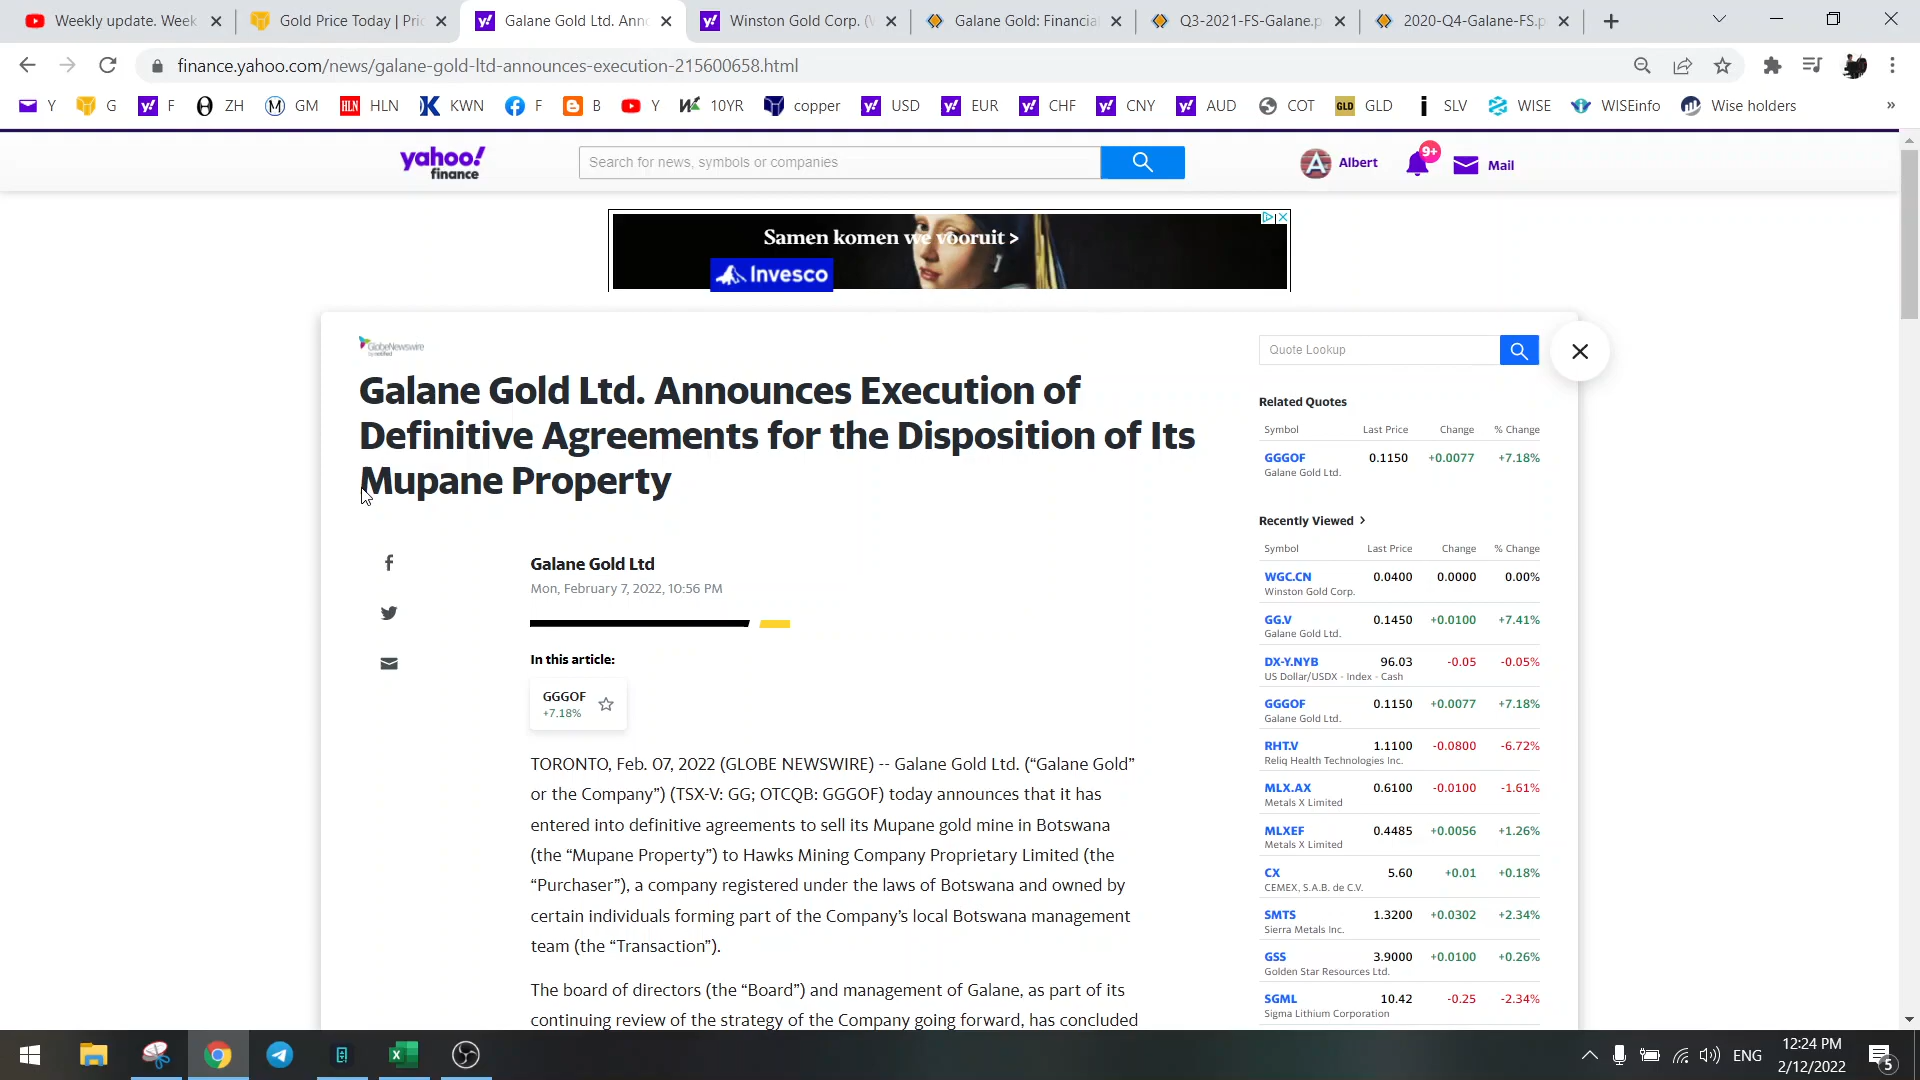 Weekly update. Week
Gold Price Today | Pric
Galane Gold Ltd. Ann
Winston Gold Corp. (
Galane Gold: Financia
Q3-2021-FS-Galane.p
2020-Q4-Galane-FS.p
finance.yahoo.com/news/galane-gold-ltd-announces-execution-215600658.html
Y G F ZH GM HLN KWN F B Y 10YR copper USD EUR CHF CNY AUD COT GLD SLV WISE WISEinfo Wise holders »
yahoo!
finance
Search for news, symbols or companies
Albert
9+
Mail
Samen komen we vooruit >
Invesco
GlobeNewswire
Galane Gold Ltd. Announces Execution of
Definitive Agreements for the Disposition of Its
Mupane Property
Galane Gold Ltd
Mon, February 7, 2022, 10:56 PM
In this article:
GGGOF
+7.18%
TORONTO, Feb. 07, 2022 (GLOBE NEWSWIRE) -- Galane Gold Ltd. (“Galane Gold”
or the Company”) (TSX-V: GG; OTCQB: GGGOF) today announces that it has
entered into definitive agreements to sell its Mupane gold mine in Botswana
(the “Mupane Property”) to Hawks Mining Company Proprietary Limited (the
“Purchaser”), a company registered under the laws of Botswana and owned by
certain individuals forming part of the Company’s local Botswana management
team (the “Transaction”).
The board of directors (the “Board”) and management of Galane, as part of its
continuing review of the strategy of the Company going forward, has concluded
Quote Lookup
Related Quotes
Symbol Last Price Change % Change
GGGOF 0.1150 +0.0077 +7.18%
Galane Gold Ltd.
Recently Viewed >
Symbol Last Price Change % Change
WGC.CN 0.0400 0.0000 0.00%
Winston Gold Corp.
GG.V 0.1450 +0.0100 +7.41%
Galane Gold Ltd.
DX-Y.NYB 96.03 -0.05 -0.05%
US Dollar/USDX - Index - Cash
GGGOF 0.1150 +0.0077 +7.18%
Galane Gold Ltd.
RHT.V 1.1100 -0.0800 -6.72%
Reliq Health Technologies Inc.
MLX.AX 0.6100 -0.0100 -1.61%
Metals X Limited
MLXEF 0.4485 +0.0056 +1.26%
Metals X Limited
CX 5.60 +0.01 +0.18%
CEMEX, S.A.B. de C.V.
SMTS 1.3200 +0.0302 +2.34%
Sierra Metals Inc.
GSS 3.9000 +0.0100 +0.26%
Golden Star Resources Ltd.
SGML 10.42 -0.25 -2.34%
Sigma Lithium Corporation
ENG
12:24 PM
2/12/2022
5